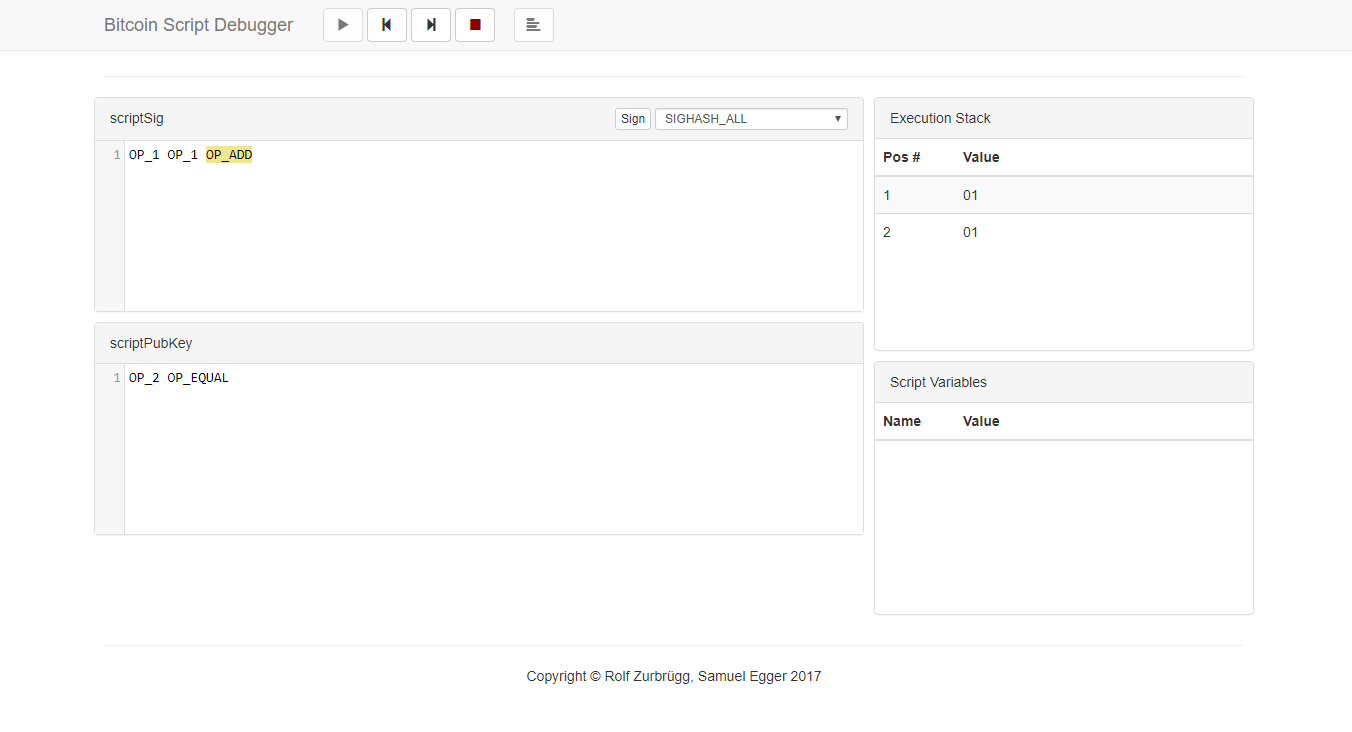 Bitcoin Script Debugger
scriptSig Sign SIGHASH_ALL
1 OP_1 OP_1 OP_ADD
scriptPubKey
1 OP_2 OP_EQUAL
Execution Stack
Pos # Value
1 01
2 01
Script Variables
Name Value
Copyright © Rolf Zurbrügg, Samuel Egger 2017